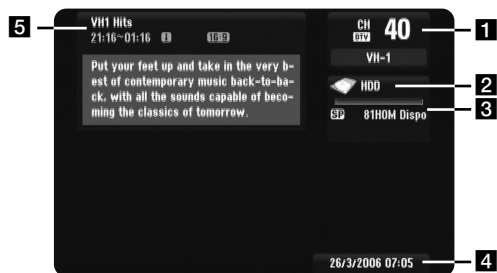 5
VH1 Hits
21:16~01:16 i 16:9
Put your feet up and take in the very b-
est of contemporary music back-to-ba-
ck, with all the sounds capable of beco-
ming the classics of tomorrow.
CH
DTV
40
1
VH-1
HDD
2
3
SP 81H0M Dispo
26/3/2006 07:05
4